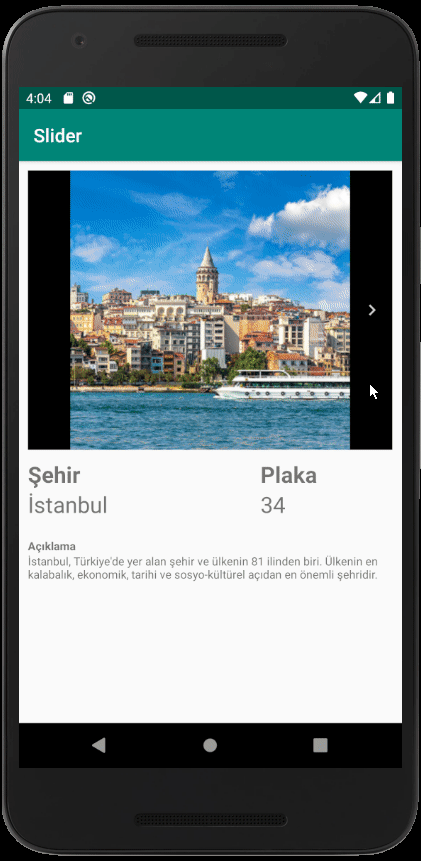 4:04
Slider
Şehir
Plaka
İstanbul
34
Açıklama
İstanbul, Türkiye'de yer alan şehir ve ülkenin 81 ilinden biri. Ülkenin en
kalabalık, ekonomik, tarihi ve sosyo-kültürel açıdan en önemli şehridir.